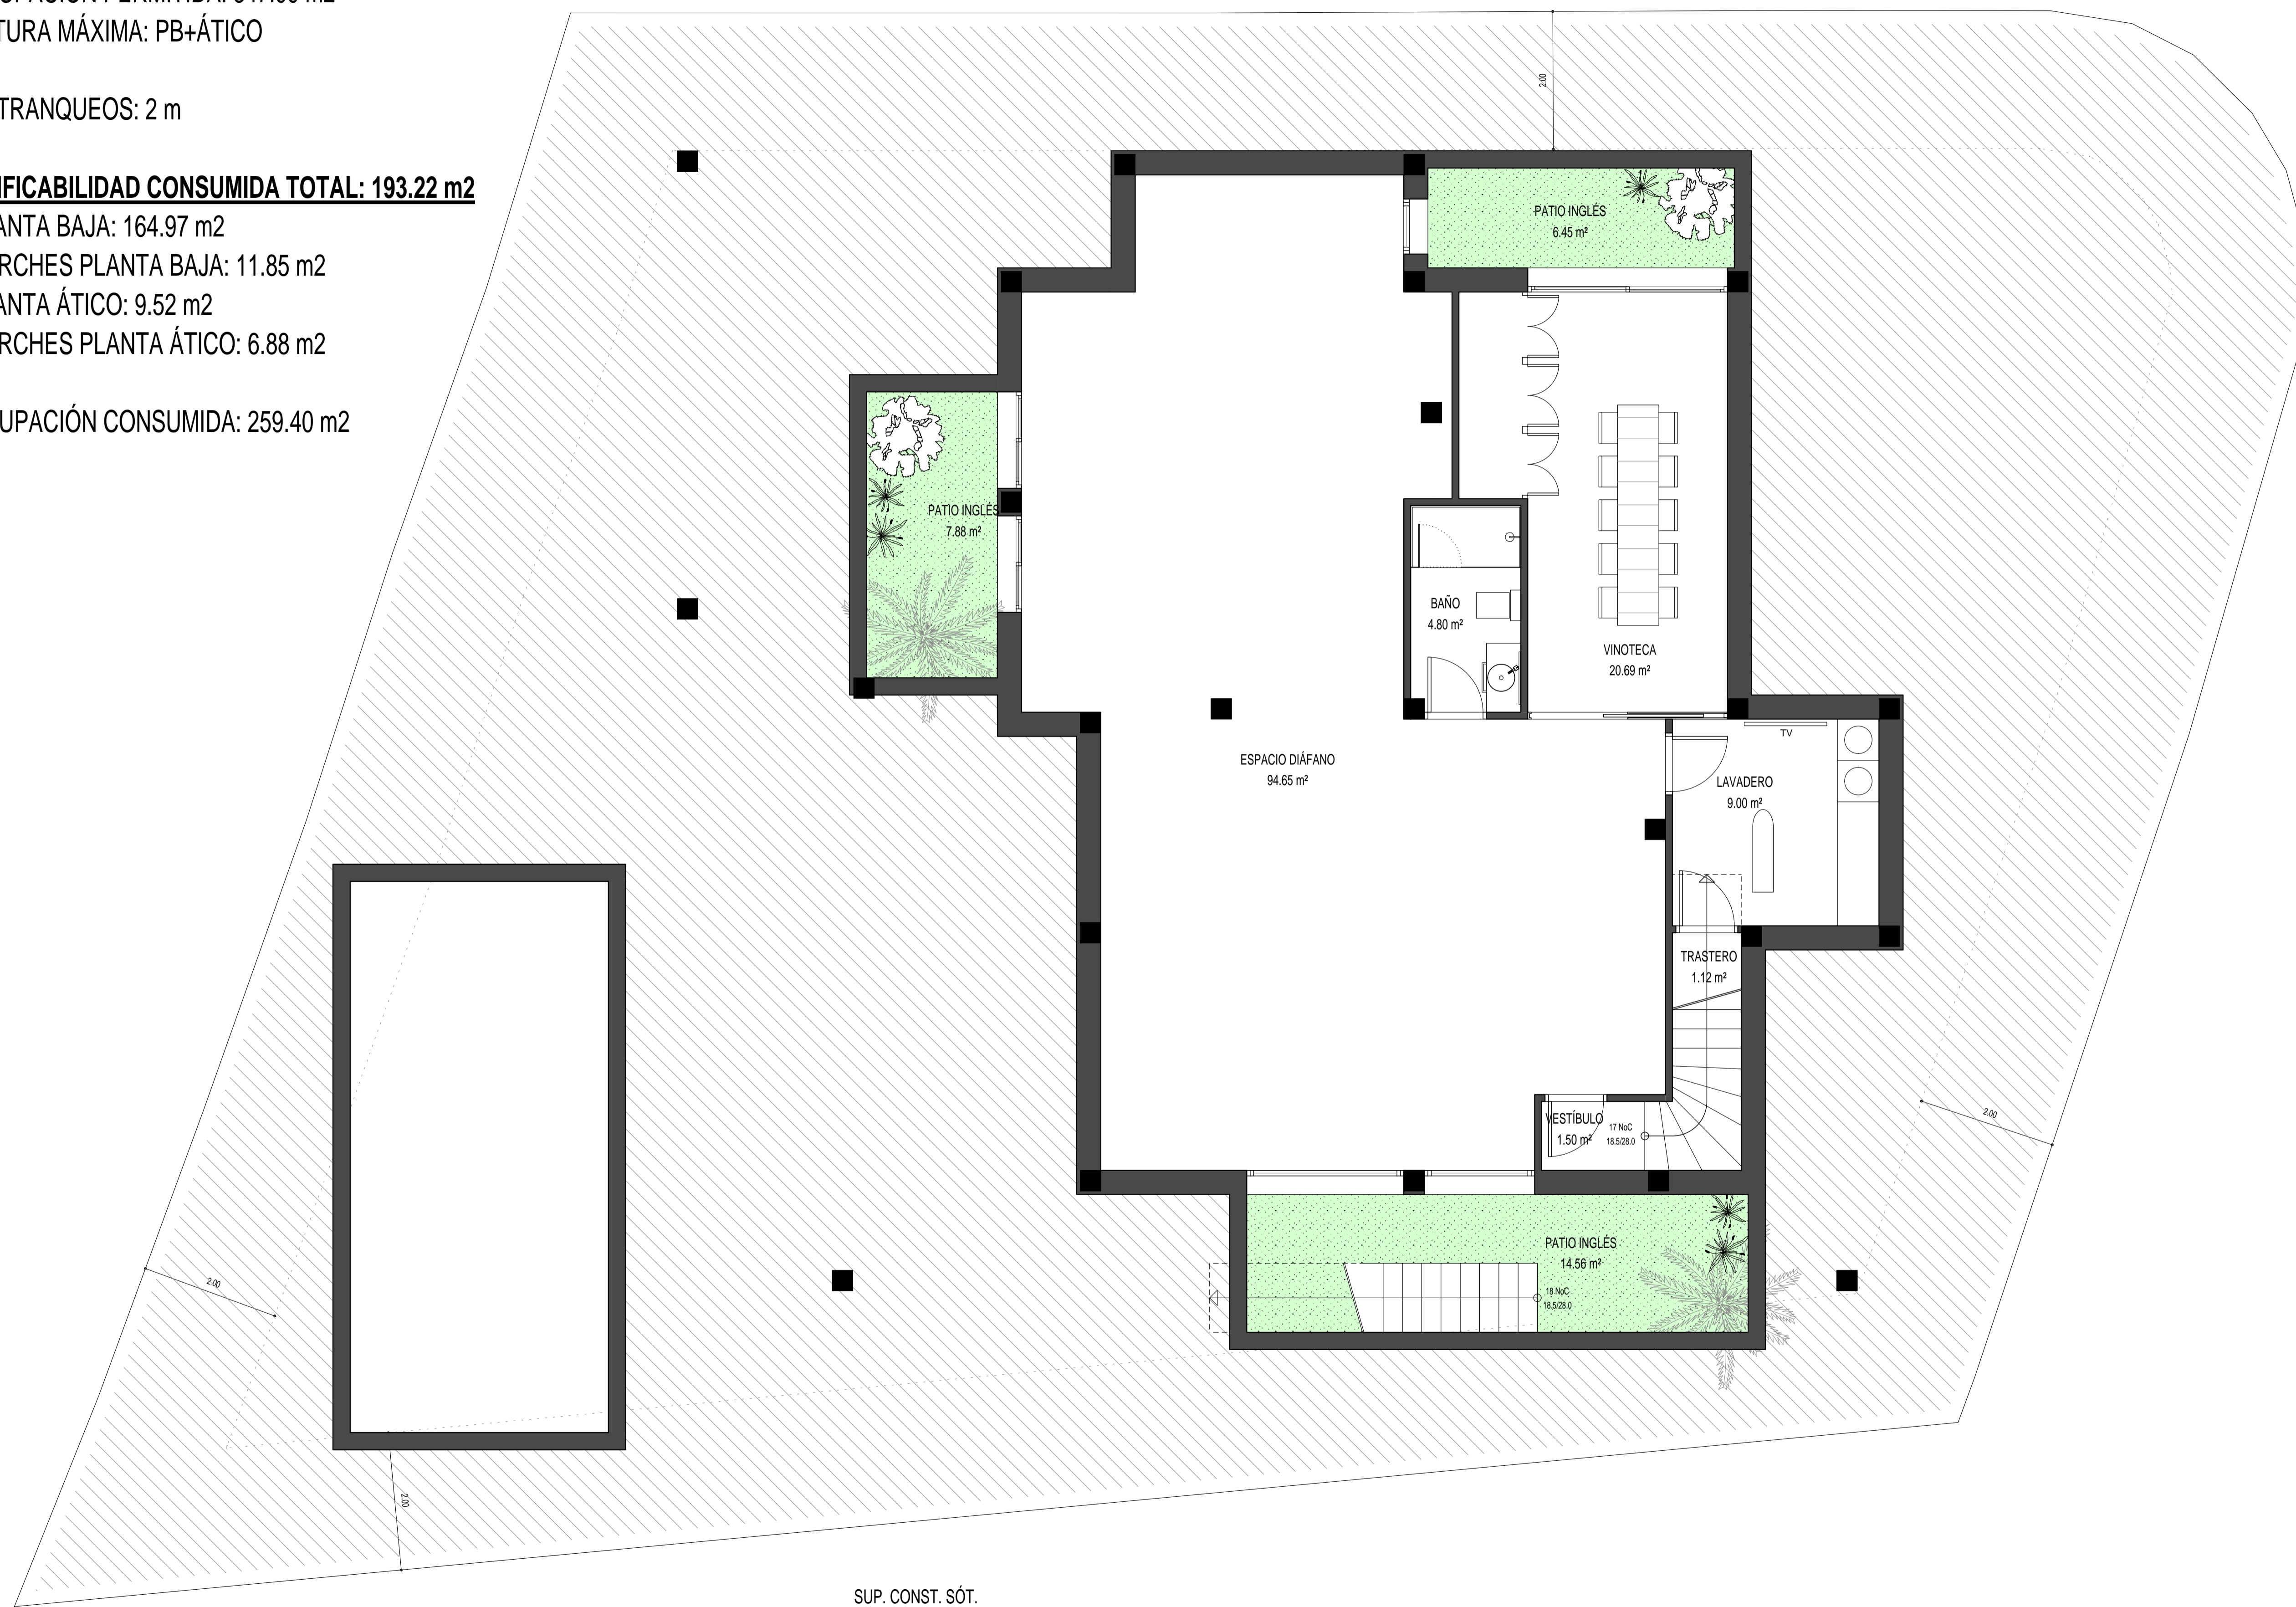 TURA MÁXIMA: PB+ÁTICO
TRANQUEOS: 2 m
IFICABILIDAD CONSUMIDA TOTAL: 193.22 m2
ANTA BAJA: 164.97 m2
RCHES PLANTA BAJA: 11.85 m2
ANTA ÁTICO: 9.52 m2
RCHES PLANTA ÁTICO: 6.88 m2
UPACIÓN CONSUMIDA: 259.40 m2
2.00
PATIO INGLÉS
6.45 m²
PATIO INGLÉS
7.88 m²
BAÑO
4.80 m²
VINOTECA
20.69 m²
TV
ESPACIO DIÁFANO
94.65 m²
LAVADERO
9.00 m²
TRASTERO
1.12 m²
VESTÍBULO
1.50 m²
17 NoC
18.5/28.0
2.00
PATIO INGLÉS
14.56 m²
18 NoC
18.5/28.0
2.00
2.00
SUP. CONST. SÓT.